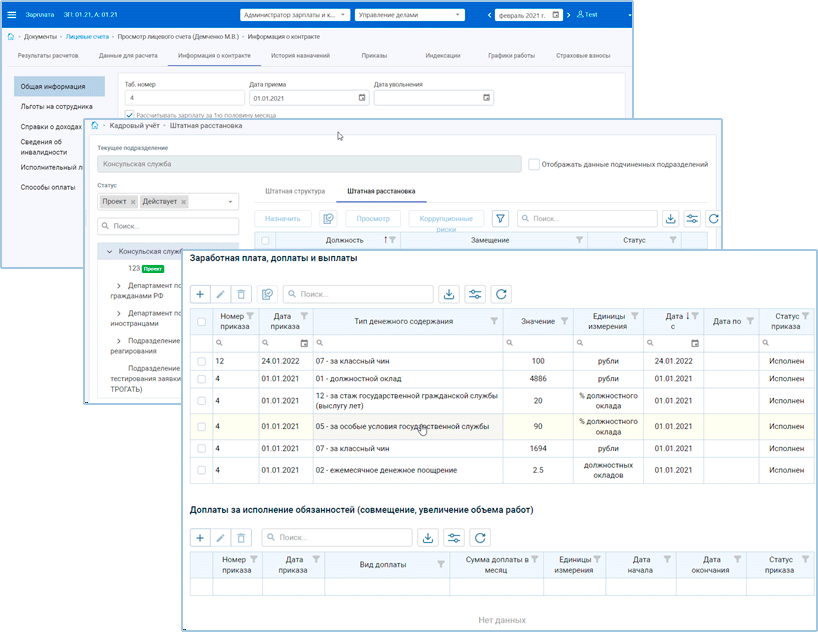 Зарплата ЗП: 01.21, А: 01.21 Администратор зарплаты и к... Управление делами февраль 2021 г. Test
Документы - Лицевые счета - Просмотр лицевого счета (Демченко М.В.) - Информация о контракте
Результаты расчетов Данные для расчета Информация о контракте История назначений Приказы Индексации Графики работы Страховые взносы
Общая информация
Льготы на сотрудника
Справки о доходах
Сведения об
инвалидности
Исполнительный л
Способы оплаты
Таб. номер Дата приема Дата увольнения
4 01.01.2021
Рассчитывать зарплату за 1ю половину месяца
Кадровый учёт - Штатная расстановка
Текущее подразделение
Консульская служба Отображать данные подчиненных подразделений
Статус
Проект × Действует ×
Поиск...
Консульская служб
123 Проект
Департамент по
гражданами РФ
Департамент по
иностранцами
Подразделение
реагирования
Подразделение
тестирования заявки
ТРОГАТЬ)
Штатная структура Штатная расстановка
Назначить Просмотр Коррупционные
риски
Поиск...
Должность 1 Замещение Статус
Заработная плата, доплаты и выплаты
Поиск...
Номер
приказа
Дата
приказа
Тип денежного содержания
Значение
Единицы
измерения
Дата
с
Дата по
Статус
приказа
12 24.01.2022 07 - за классный чин 100 рубли 24.01.2022 Исполнен
4 01.01.2021 01 - должностной оклад 4886 рубли 01.01.2021 Исполнен
4 01.01.2021 12 - за стаж государственной гражданской службы
(выслугу лет) 20 % должностного
оклада 01.01.2021 Исполнен
4 01.01.2021 05 - за особые условия государственной службы 90 % должностного
оклада 01.01.2021 Исполнен
4 01.01.2021 07 - за классный чин 1694 рубли 01.01.2021 Исполнен
4 01.01.2021 02 - ежемесячное денежное поощрение 2.5 должностных
окладов 01.01.2021 Исполнен
Доплаты за исполнение обязанностей (совмещение, увеличение объема работ)
Поиск...
Номер
приказа
Дата
приказа
Вид доплаты
Сумма доплаты в
месяц
Единицы
измерения
Дата
начала
Дата
окончания
Статус
приказа
Нет данных